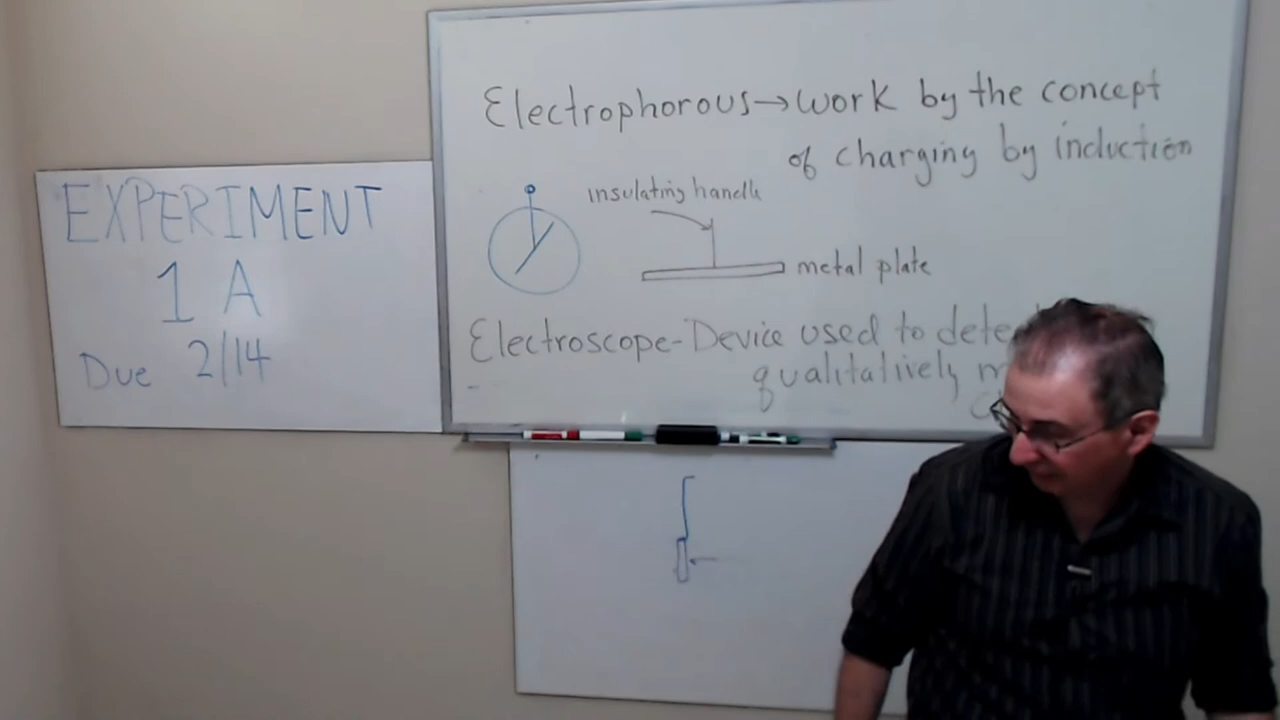 EXPERIMENT
1 A
Due 2/14
Electrophorous→work by the concept
of charging by induction
insulating handle
metal plate
Electroscope-Device used to
qualitatively